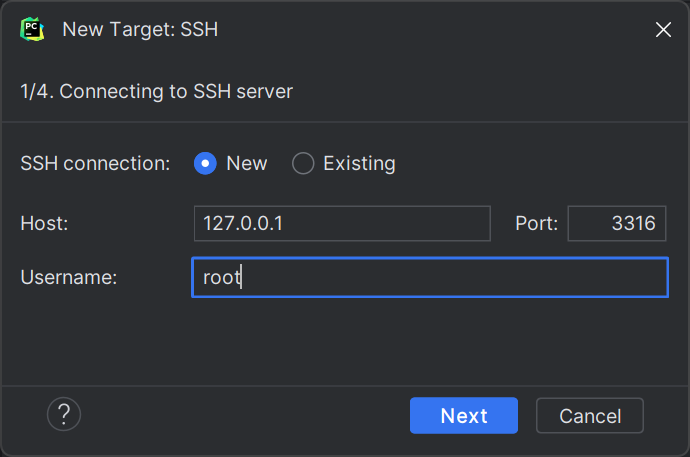 PC
New Target: SSH
1/4. Connecting to SSH server
SSH connection: New Existing
Host: 127.0.0.1 Port: 3316
Username: root
? Next Cancel